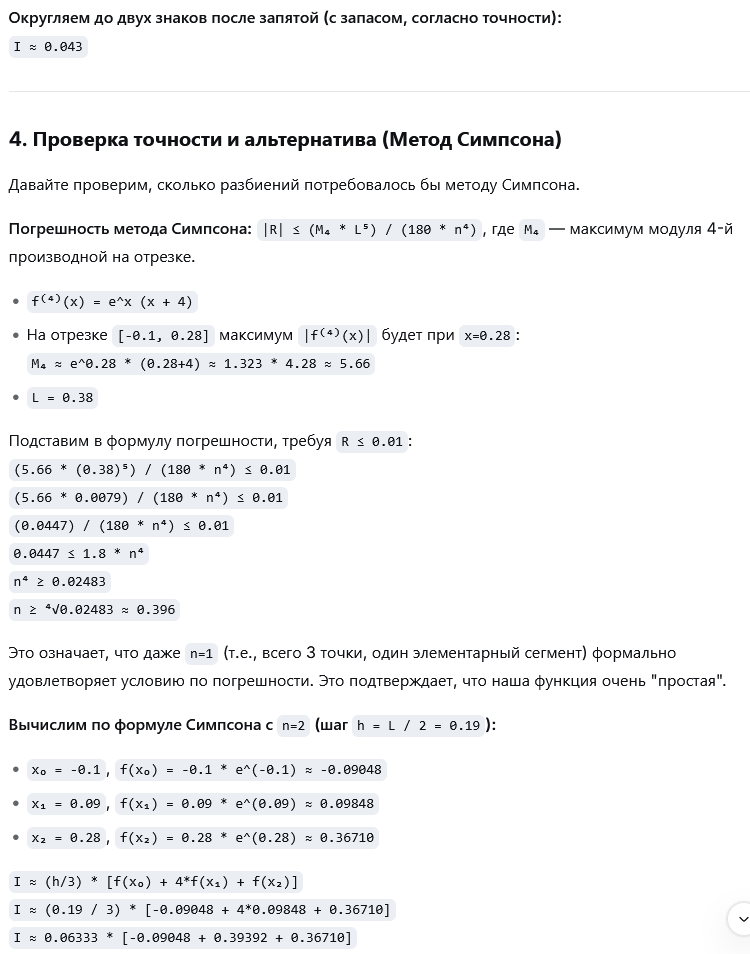 Округляем до двух знаков после запятой (с запасом, согласно точности):
I ≈ 0.043
4. Проверка точности и альтернатива (Метод Симпсона)
Давайте проверим, сколько разбиений потребовалось бы методу Симпсона.
Погрешность метода Симпсона: |R| ≤ (M₄ * L⁵) / (180 * n⁴), где M₄ — максимум модуля 4-й
производной на отрезке.
• f⁽⁴⁾(x) = e^x (x + 4)
• На отрезке [-0.1, 0.28] максимум |f⁽⁴⁾(x)| будет при x=0.28:
M₄ ≈ e^0.28 * (0.28+4) ≈ 1.323 * 4.28 ≈ 5.66
• L = 0.38
Подставим в формулу погрешности, требуя R ≤ 0.01:
(5.66 * (0.38)⁵) / (180 * n⁴) ≤ 0.01
(5.66 * 0.0079) / (180 * n⁴) ≤ 0.01
(0.0447) / (180 * n⁴) ≤ 0.01
0.0447 ≤ 1.8 * n⁴
n⁴ ≥ 0.02483
n ≥ ⁴√0.02483 ≈ 0.396
Это означает, что даже n=1 (т.е., всего 3 точки, один элементарный сегмент) формально
удовлетворяет условию по погрешности. Это подтверждает, что наша функция очень "простая".
Вычислим по формуле Симпсона с n=2 (шаг h = L / 2 = 0.19):
• x₀ = -0.1, f(x₀) = -0.1 * e^(-0.1) ≈ -0.09048
• x₁ = 0.09, f(x₁) = 0.09 * e^(0.09) ≈ 0.09848
• x₂ = 0.28, f(x₂) = 0.28 * e^(0.28) ≈ 0.36710
I ≈ (h/3) * [f(x₀) + 4*f(x₁) + f(x₂)]
I ≈ (0.19 / 3) * [-0.09048 + 4*0.09848 + 0.36710]
I ≈ 0.06333 * [-0.09048 + 0.39392 + 0.36710]